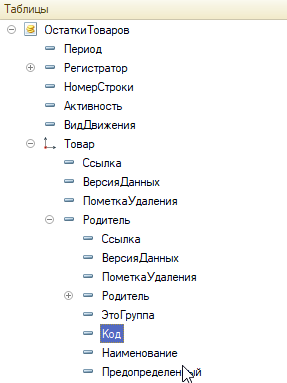 Таблицы
ОстаткиТоваров
Период
Регистратор
НомерСтроки
Активность
ВидДвижения
Товар
Ссылка
ВерсияДанных
ПометкаУдаления
Родитель
Ссылка
ВерсияДанных
ПометкаУдаления
Родитель
ЭтоГруппа
Код
Наименование
Предопределенный